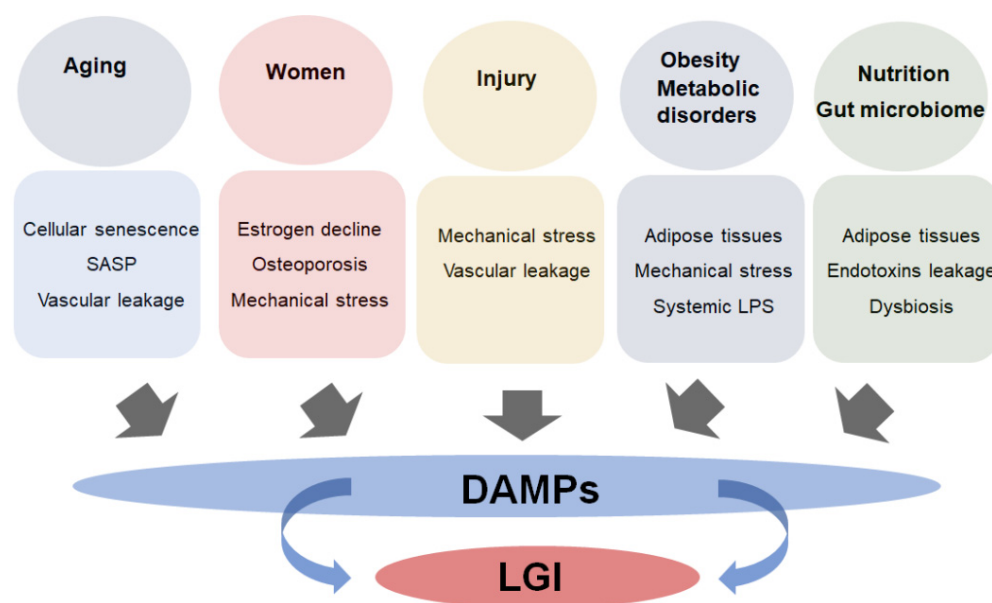 Aging
Women
Injury
Obesity
Metabolic
disorders
Nutrition
Gut microbiome
Cellular senescence
SASP
Vascular leakage
Estrogen decline
Osteoporosis
Mechanical stress
Mechanical stress
Vascular leakage
Adipose tissues
Mechanical stress
Systemic LPS
Adipose tissues
Endotoxins leakage
Dysbiosis
DAMPs
LGI